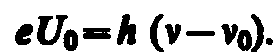 eU₀ = h (ν − ν₀).